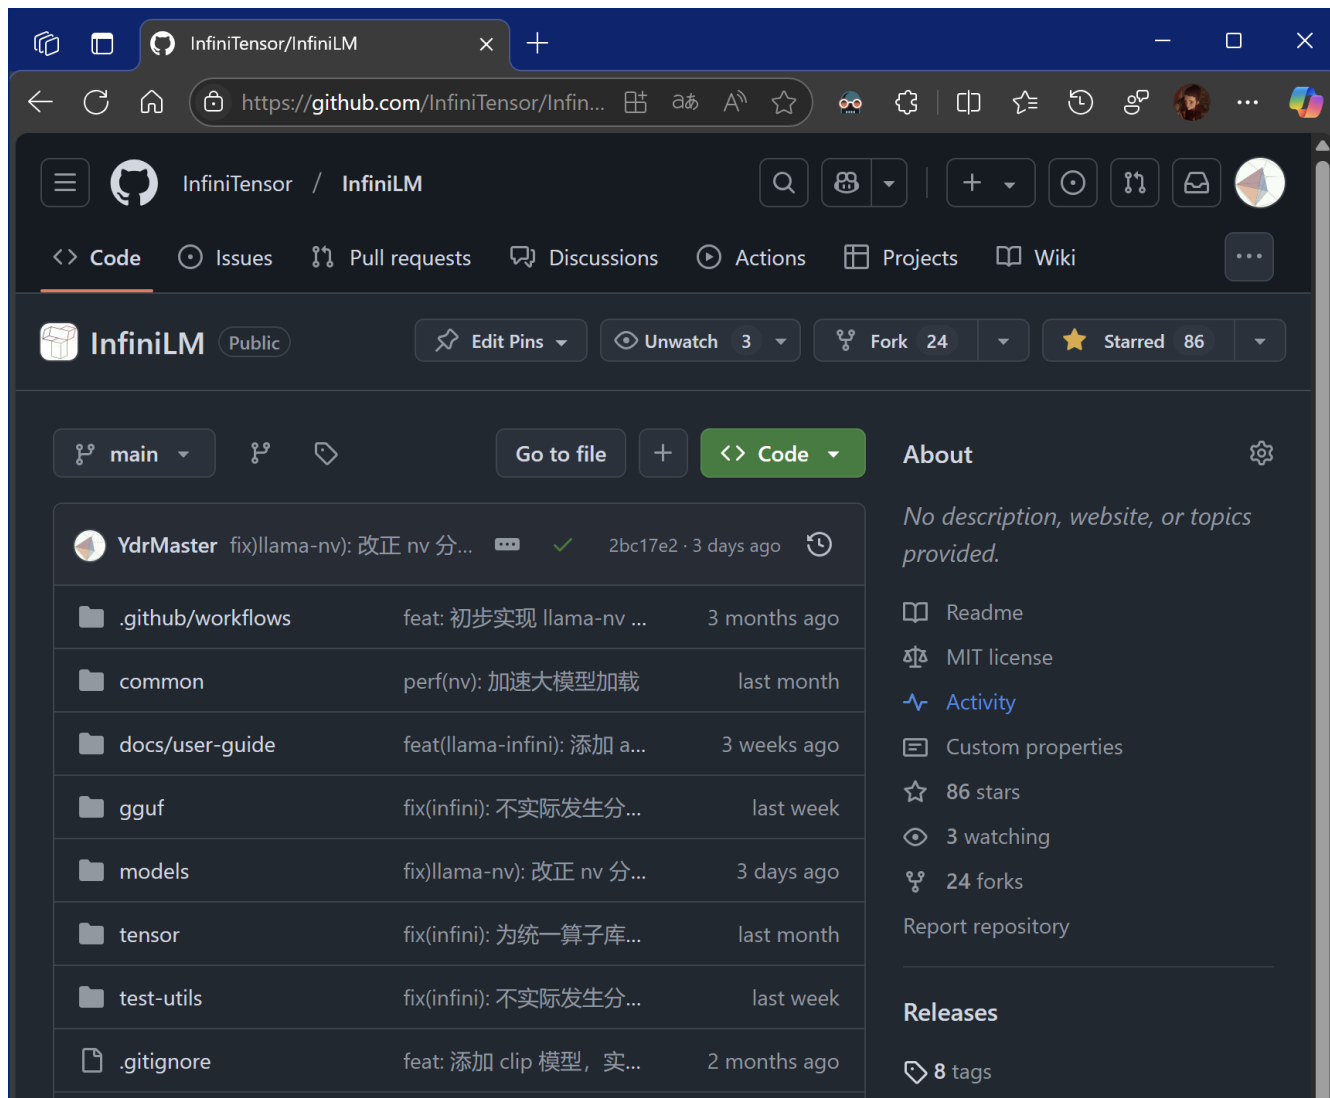 InfiniTensor/InfiniLM
https://github.com/InfiniTensor/Infin...
InfiniTensor / InfiniLM
Code Issues Pull requests Discussions Actions Projects Wiki
InfiniLM Public
Edit Pins Unwatch 3 Fork 24 Starred 86
main Go to file Code
YdrMaster fix)llama-nv): 改正 nv 分... 2bc17e2 · 3 days ago
.github/workflows feat: 初步实现 llama-nv ... 3 months ago
common perf(nv): 加速大模型加载 last month
docs/user-guide feat(llama-infini): 添加 a... 3 weeks ago
gguf fix(infini): 不实际发生分... last week
models fix)llama-nv): 改正 nv 分... 3 days ago
tensor fix(infini): 为统一算子库... last month
test-utils fix(infini): 不实际发生分... last week
.gitignore feat: 添加 clip 模型，实... 2 months ago
About
No description, website, or topics
provided.
Readme
MIT license
Activity
Custom properties
86 stars
3 watching
24 forks
Report repository
Releases
8 tags